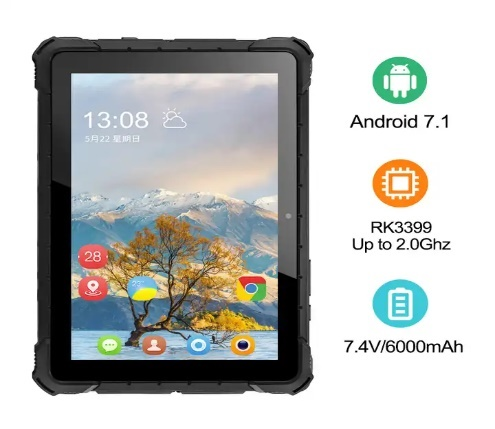 13:08
5月22 星期日
28
Android 7.1
RK3399
Up to 2.0Ghz
7.4V/6000mAh